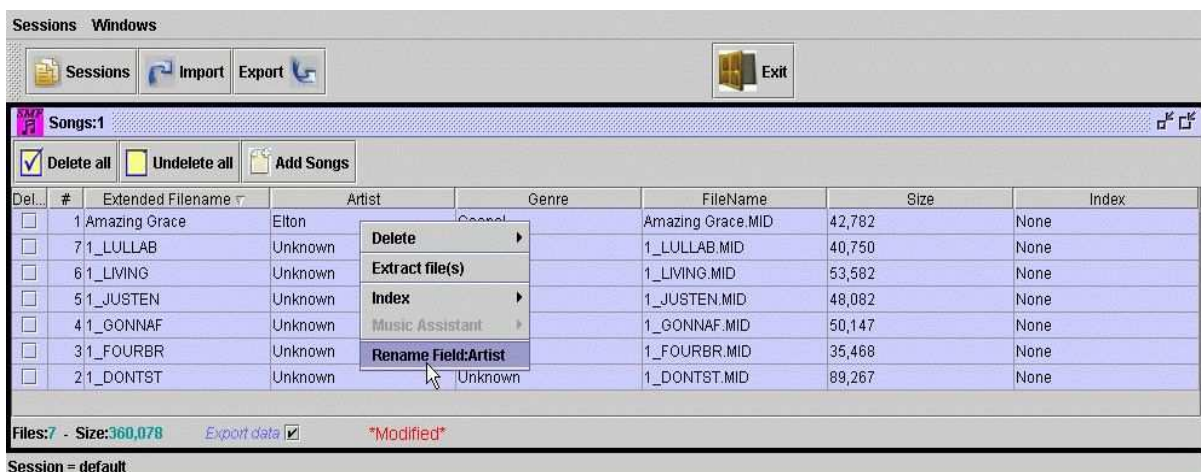 Sessions Windows
Sessions Import Export Exit
SMF Songs:1
Delete all Undelete all Add Songs
Del... # Extended Filename Artist Genre FileName Size Index
1 Amazing Grace Elton Gospel Amazing Grace.MID 42,782 None
7 1_LULLAB Unknown 1_LULLAB.MID 40,750 None
6 1_LIVING Unknown 1_LIVING.MID 53,582 None
5 1_JUSTEN Unknown 1_JUSTEN.MID 48,082 None
4 1_GONNAF Unknown 1_GONNAF.MID 50,147 None
3 1_FOURBR Unknown 1_FOURBR.MID 35,468 None
2 1_DONTST Unknown Unknown 1_DONTST.MID 89,267 None
Delete
Extract file(s)
Index
Music Assistant
Rename Field:Artist
Files:7 - Size:360,078 Export data *Modified*
Session = default